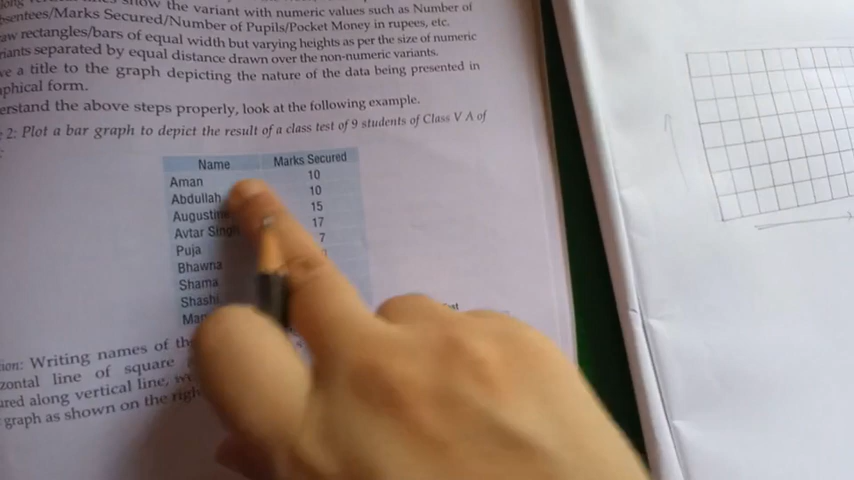 show the variant with numeric values such as Number of
sentees/Marks Secured/Number of Pupils/Pocket Money in rupees, etc.
aw rectangles/bars of equal width but varying heights as per the size of numeric
riants separated by equal distance drawn over the non-numeric variants.
ve a title to the graph depicting the nature of the data being presented in
aphical form.
erstand the above steps properly, look at the following example.
2: Plot a bar graph to depict the result of a class test of 9 students of Class V A of
Name Marks Secured
Aman 10
Abdullah 10
Augustine 15
Avtar Singh 17
Puja 7
Bhawna
Shama
Shashi
Man
ion: Writing names of th
zontal line of square
ured along vertical line, w
graph as shown on the righ